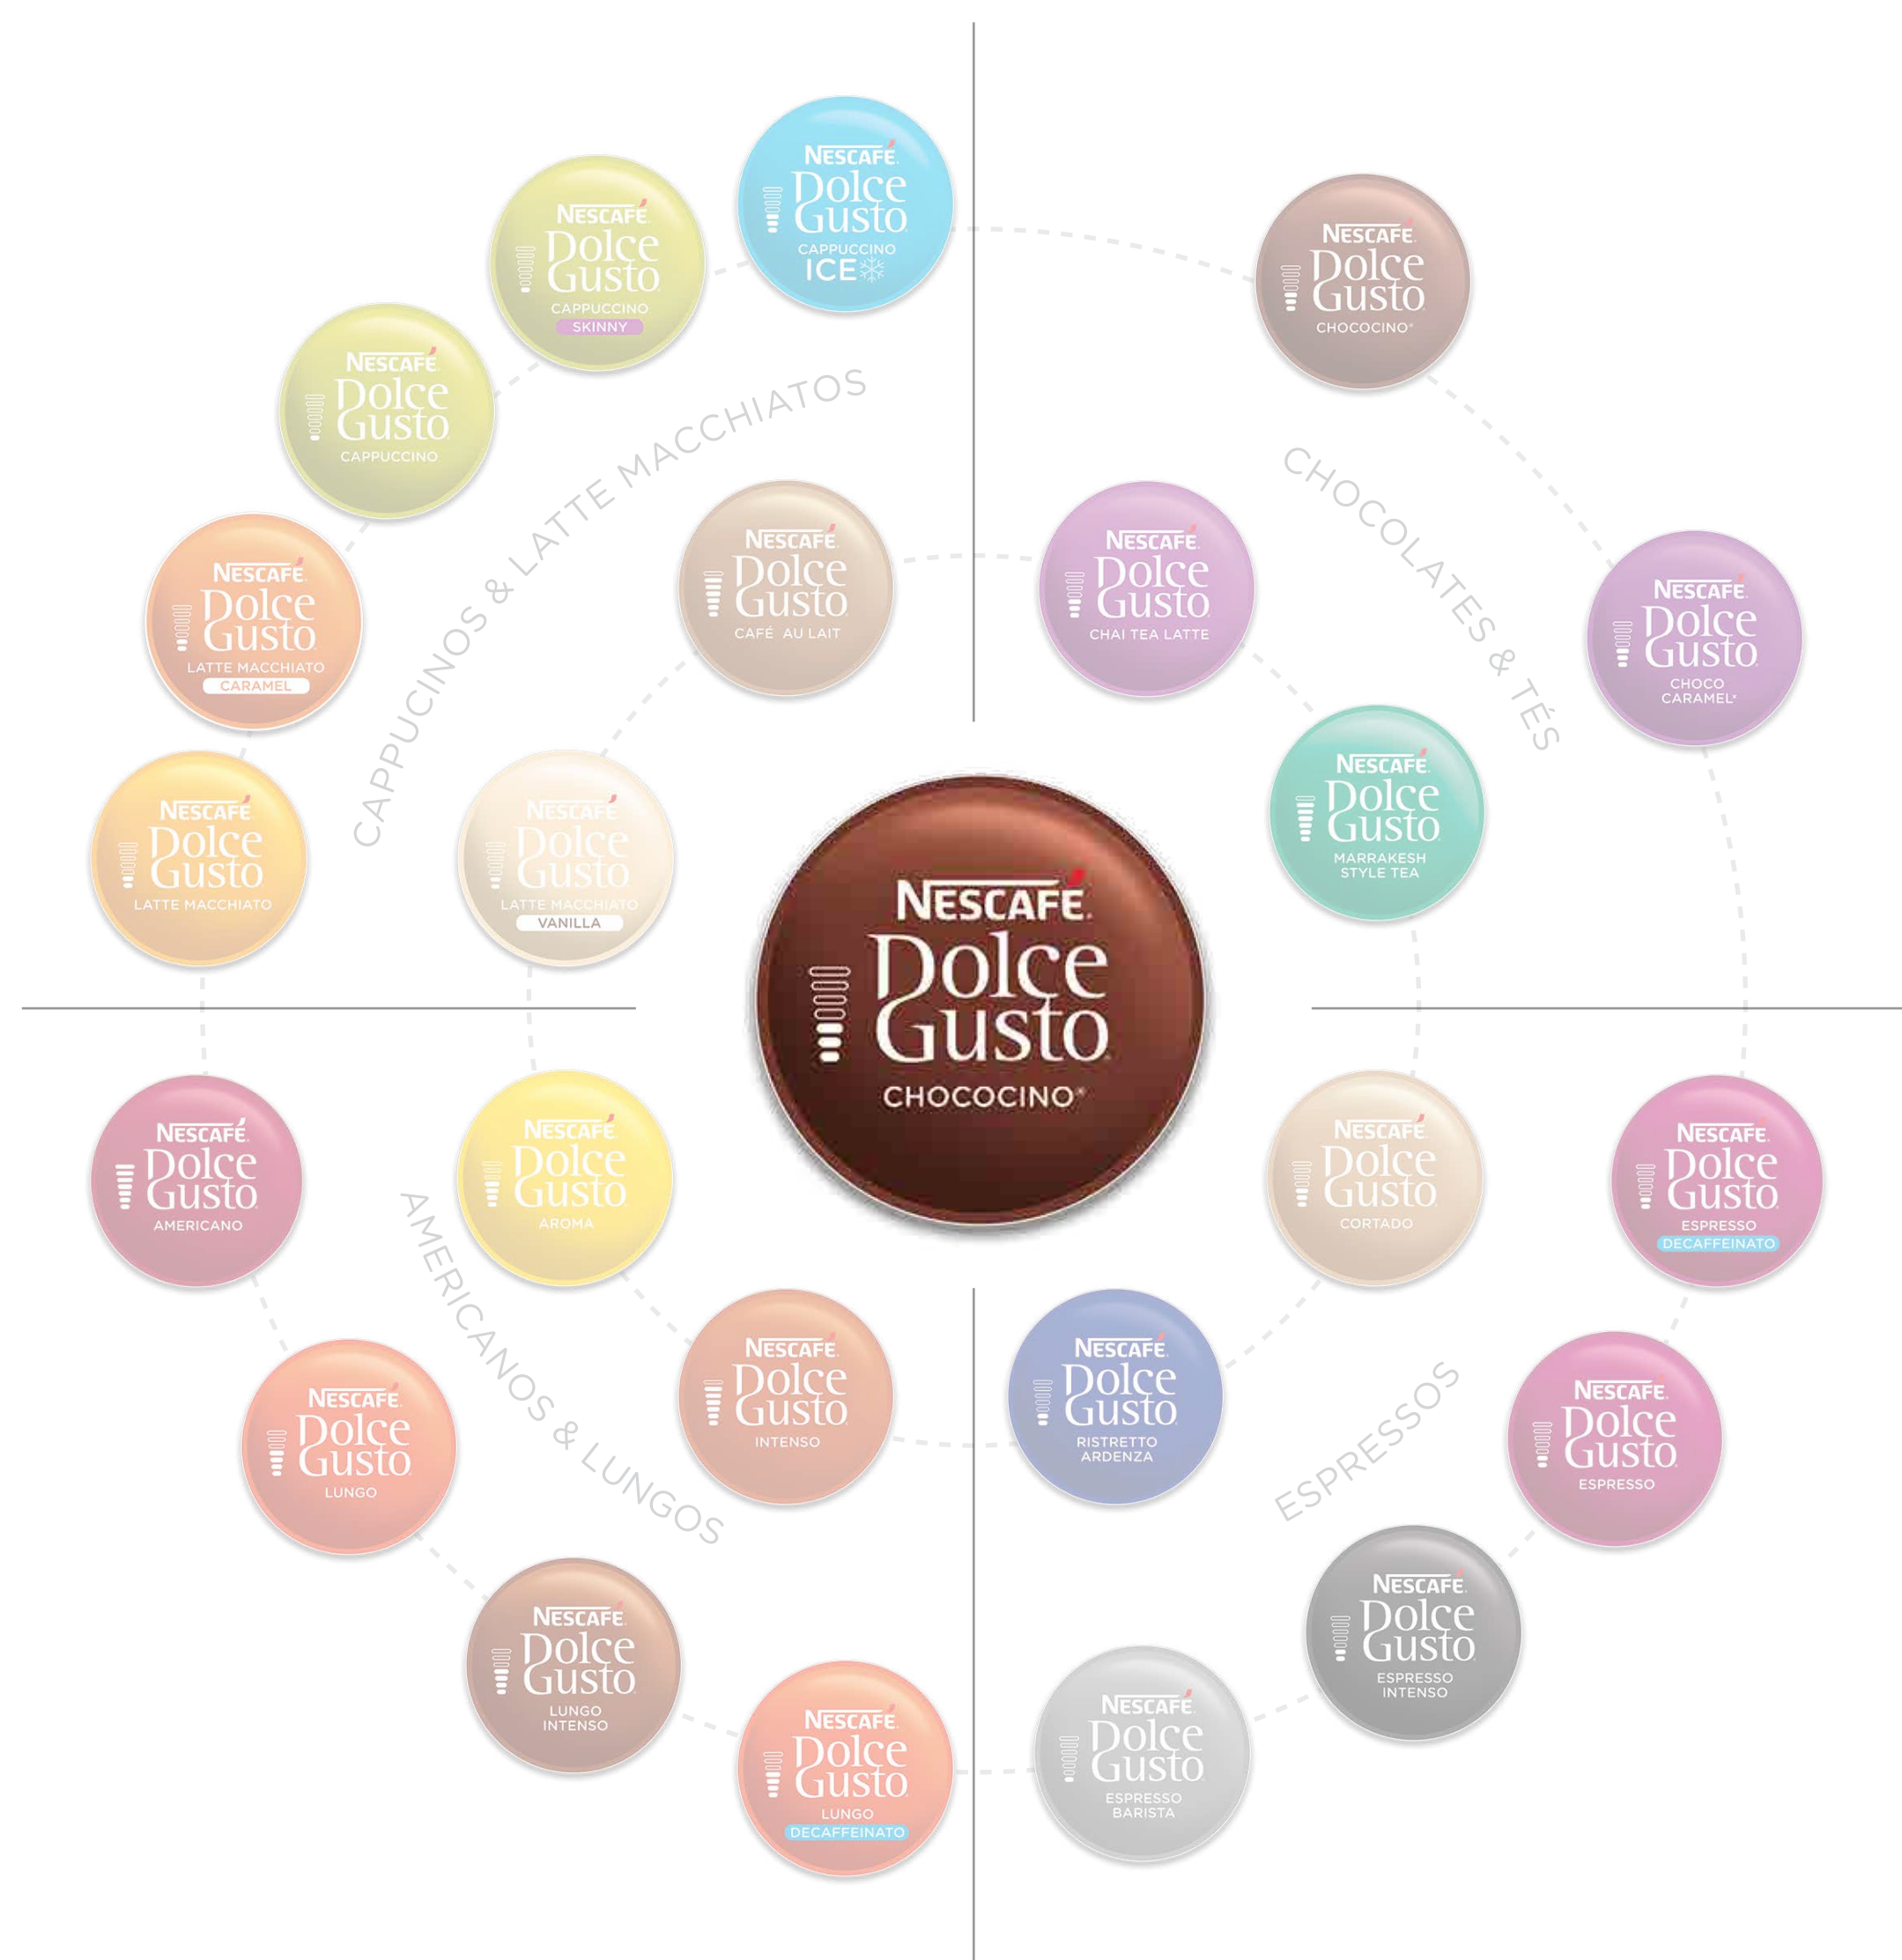 NESCAFÉ
Dolce
Gusto
CAPPUCCINO
ICE
NESCAFÉ
Dolce
Gusto
CAPPUCCINO
SKINNY
NESCAFÉ
Dolce
Gusto
CAPPUCCINO
NESCAFÉ
Dolce
Gusto
LATTE MACCHIATO
CARAMEL
NESCAFÉ
Dolce
Gusto
LATTE MACCHIATO
CAPPUCINOS & LATTE MACCHIATOS
NESCAFÉ
Dolce
Gusto
CAFÉ AU LAIT
NESCAFÉ
Dolce
Gusto
LATTE MACCHIATO
VANILLA
NESCAFÉ
Dolce
Gusto
CHOCOCINO®
NESCAFÉ
Dolce
Gusto
CHOCO
CARAMEL®
CHOCOLATES & TÉS
NESCAFÉ
Dolce
Gusto
CHAI TEA LATTE
NESCAFÉ
Dolce
Gusto
MARRAKESH
STYLE TEA
NESCAFÉ
Dolce
Gusto
CHOCOCINO®
NESCAFÉ
Dolce
Gusto
AMERICANO
NESCAFÉ
Dolce
Gusto
AROMA
NESCAFÉ
Dolce
Gusto
INTENSO
AMERICANOS & LUNGOS
NESCAFÉ
Dolce
Gusto
LUNGO
NESCAFÉ
Dolce
Gusto
LUNGO
INTENSO
NESCAFÉ
Dolce
Gusto
LUNGO
DECAFFEINATO
NESCAFÉ
Dolce
Gusto
CORTADO
NESCAFÉ
Dolce
Gusto
ESPRESSO
DECAFFEINATO
NESCAFÉ
Dolce
Gusto
RISTRETTO
ARDENZA
ESPRESSOS
NESCAFÉ
Dolce
Gusto
ESPRESSO
NESCAFÉ
Dolce
Gusto
ESPRESSO
INTENSO
NESCAFÉ
Dolce
Gusto
ESPRESSO
BARISTA